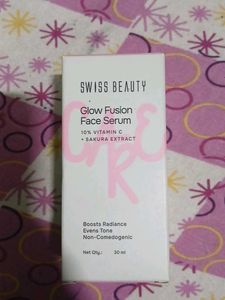 SWISS BEAUTY
Glow Fusion
Face Serum
10% VITAMIN C
+ SAKURA EXTRACT
CARE
Boosts Radiance
Evens Tone
Non-Comedogenic
Net Qty.: 30 ml